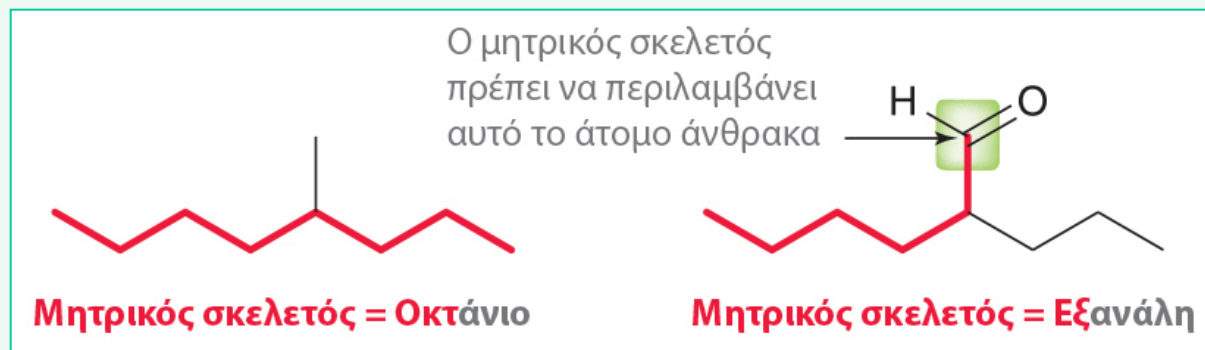 Ο μητρικός σκελετός
πρέπει να περιλαμβάνει
αυτό το άτομο άνθρακα
H
O
Μητρικός σκελετός = Οκτάνιο
Μητρικός σκελετός = Εξανάλη